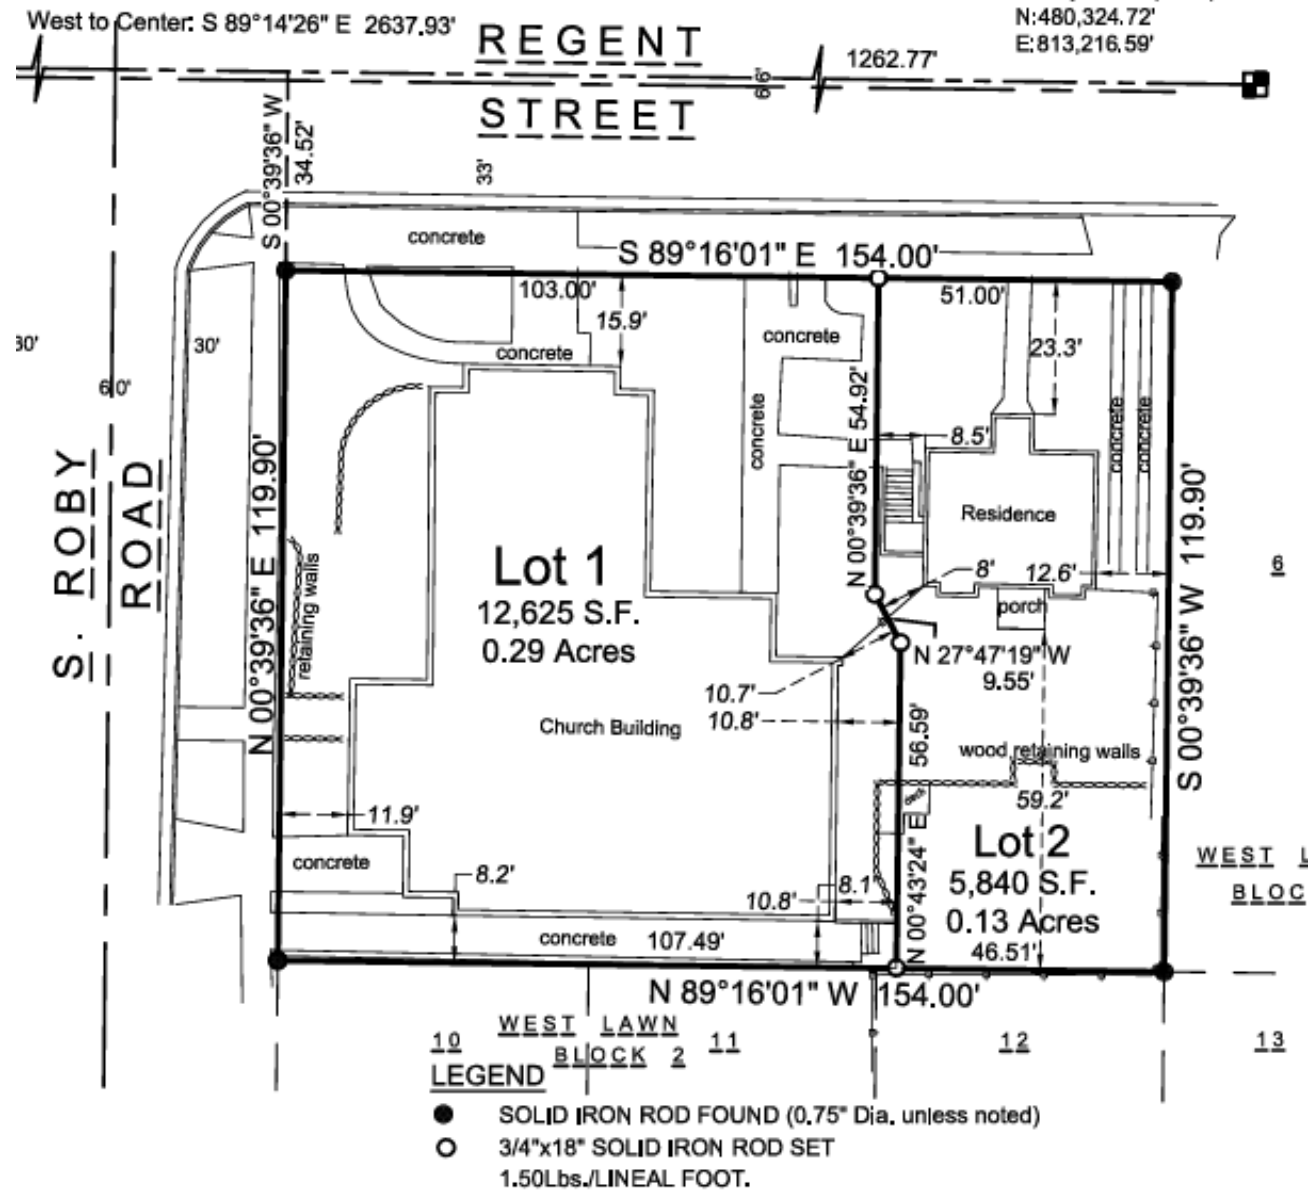 West to Center: S 89°14'26" E 2637.93'
N:480,324.72'
E:813,216.59'
REGENT
STREET
1262.77'
66'
S 00°39'36" W
34.52'
33'
concrete
S 89°16'01" E 154.00'
103.00'
51.00'
15.9'
concrete
concrete
23.3'
30'
30'
60'
concrete
N 00°39'36" E 54.92'
8.5'
concrete
concrete
S. ROBY
ROAD
N 00°39'36" E 119.90'
retaining walls
Residence
S 00°39'36" W 119.90'
Lot 1
12,625 S.F.
0.29 Acres
8'
12.6'
6
porch
N 27°47'19" W
9.55'
10.7'
10.8'
Church Building
56.59'
N 00°43'24" E
wood retaining walls
deck
59.2'
11.9'
Lot 2
5,840 S.F.
0.13 Acres
46.51'
WEST L
BLOC
concrete
8.2'
10.8'
8.1'
concrete
107.49'
N 89°16'01" W 154.00'
WEST LAWN
BLOCK 2
10
11
12
13
LEGEND
SOLID IRON ROD FOUND (0.75" Dia. unless noted)
3/4"x18" SOLID IRON ROD SET
1.50Lbs./LINEAL FOOT.